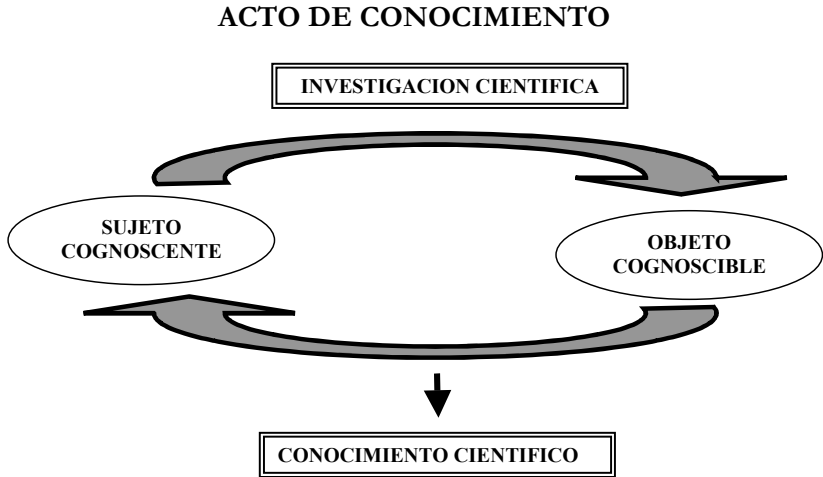 ACTO DE CONOCIMIENTO
INVESTIGACION CIENTIFICA
SUJETO
COGNOSCENTE
OBJETO
COGNOSCIBLE
CONOCIMIENTO CIENTIFICO